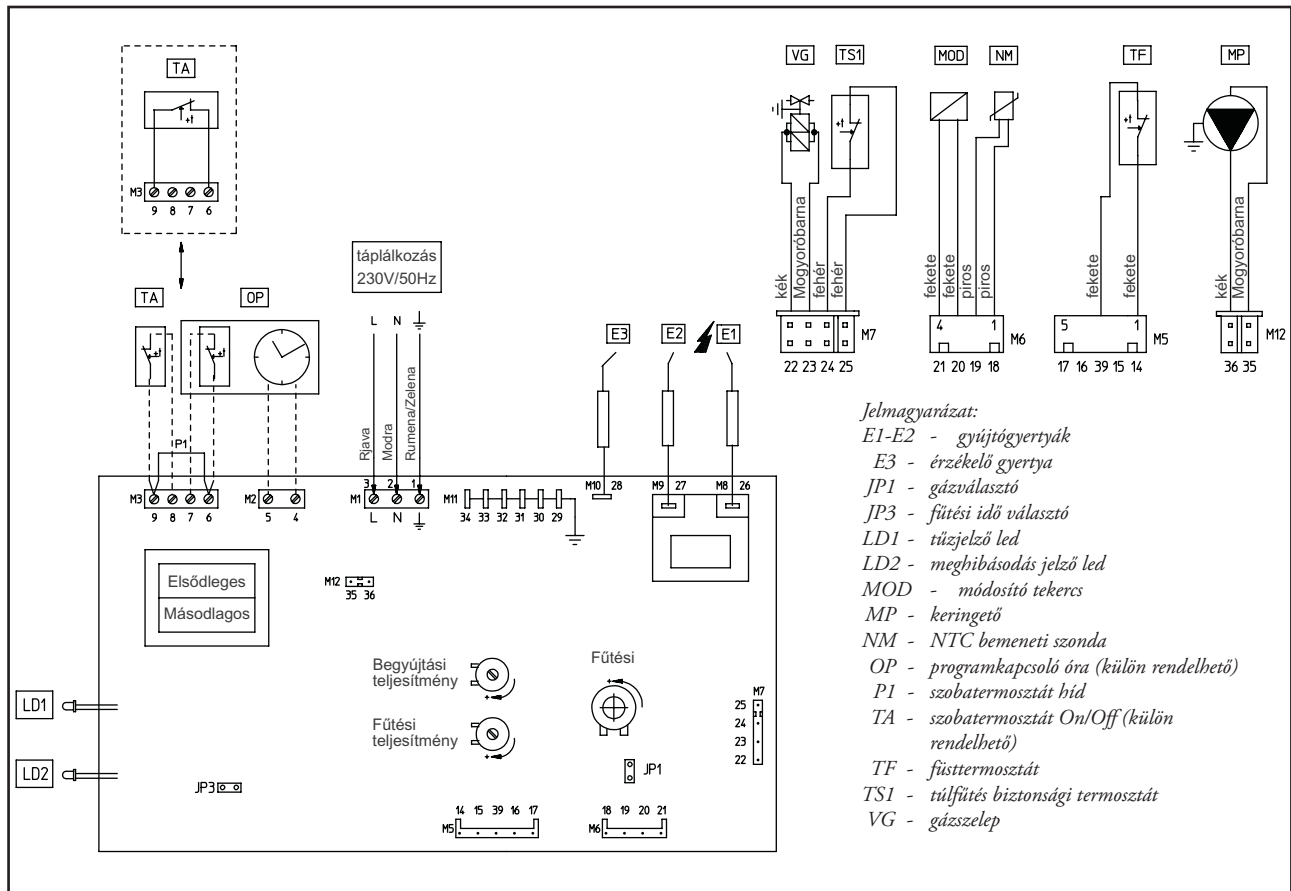 TA
+t
M3
9 8 7 6
TA
OP
+t
+t
P1
M3
9 8 7 6
M2
5 4
táplálkozás
230V/50Hz
L N
Rjava
Modra
Rumena/Zelena
3 2 1
M1
L N
M11
34 33 32 31 30 29
E3
E2
E1
M10 28
M9 27
M8 26
VG
TS1
+t
kék
Mogyoróbarna
fehér
fehér
M7
22 23 24 25
MOD
NM
fekete
fekete
piros
piros
4 1
M6
21 20 19 18
TF
+t
fekete
fekete
5 1
M5
17 16 39 15 14
MP
kék
Mogyoróbarna
M12
36 35
Elsődleges
Másodlagos
M12
35 36
Begyújtási
teljesítmény
+
Fűtési
teljesítmény
+
Fűtési
+
M7
25
24
23
22
LD1
LD2
JP3
JP1
14 15 39 16 17
M5
18 19 20 21
M6
Jelmagyarázat:
E1-E2 - gyújtógyertyák
E3 - érzékelő gyertya
JP1 - gázválasztó
JP3 - fűtési idő választó
LD1 - tűzjelző led
LD2 - meghibásodás jelző led
MOD - módosító tekercs
MP - keringető
NM - NTC bemeneti szonda
OP - programkapcsoló óra (külön rendelhető)
P1 - szobatermosztát híd
TA - szobatermosztát On/Off (külön
rendelhető)
TF - füsttermosztát
TS1 - túlfűtés biztonsági termosztát
VG - gázszelep